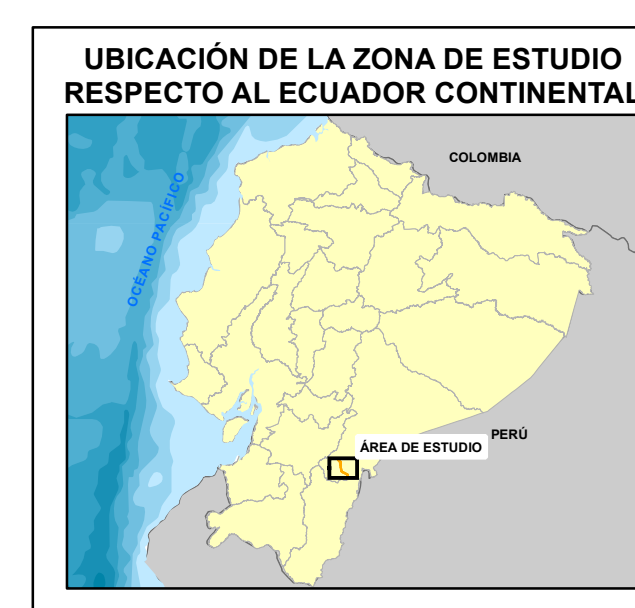 UBICACIÓN DE LA ZONA DE ESTUDIO
RESPECTO AL ECUADOR CONTINENTAL
COLOMBIA
OCÉANO PACÍFICO
PERÚ
ÁREA DE ESTUDIO